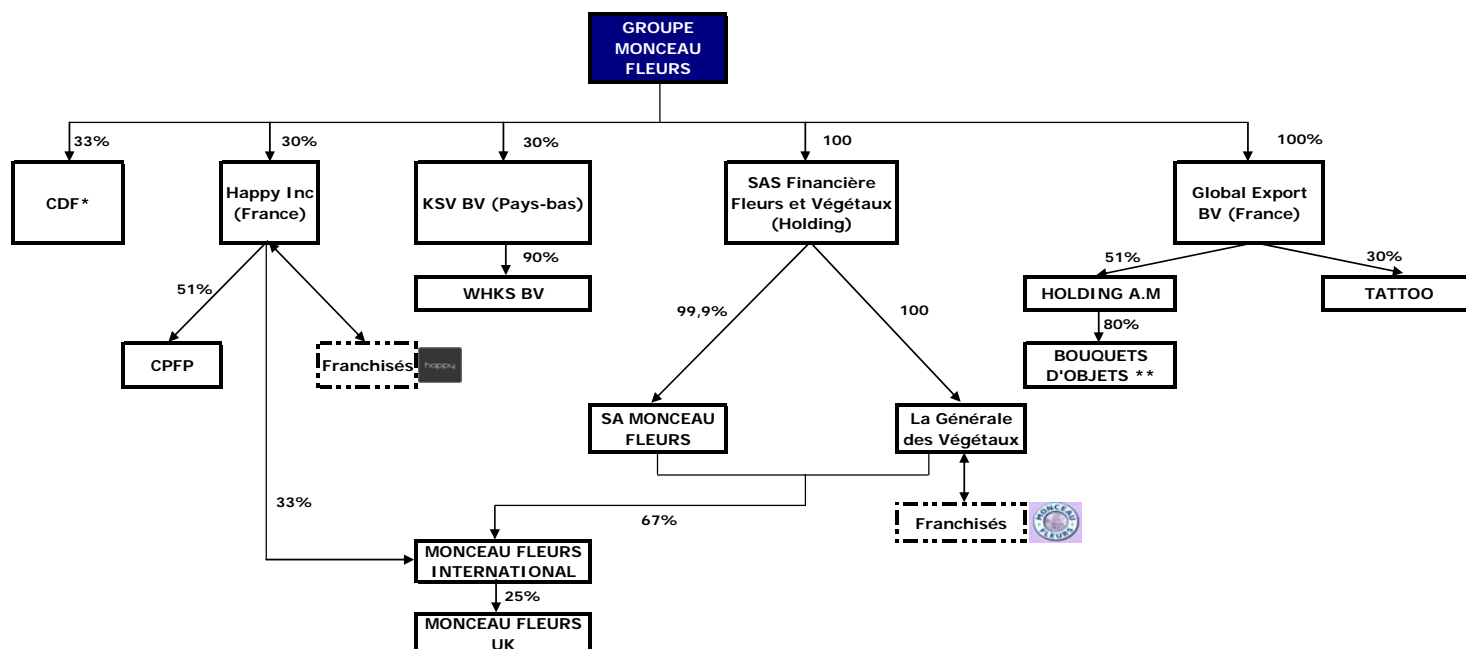 GROUPE
MONCEAU
FLEURS
33%
30%
30%
100
100%
CDF*
Happy Inc
(France)
KSV BV (Pays-bas)
SAS Financière
Fleurs et Végétaux
(Holding)
Global Export
BV (France)
51%
90%
99,9%
100
51%
30%
WHKS BV
HOLDING A.M
TATTOO
80%
CPFP
Franchisés
happy
BOUQUETS
D'OBJETS **
SA MONCEAU
FLEURS
La Générale
des Végétaux
33%
67%
Franchisés
MONCEAU
FLEURS
MONCEAU FLEURS
INTERNATIONAL
25%
MONCEAU FLEURS
UK